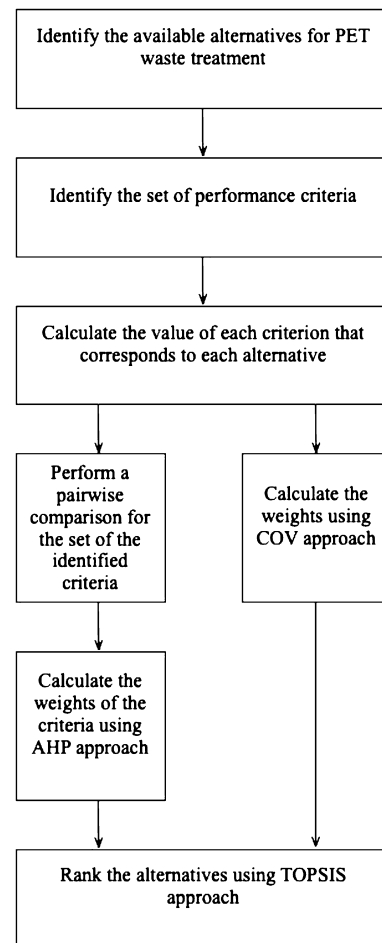 Identify the available alternatives for PET
waste treatment
Identify the set of performance criteria
Calculate the value of each criterion that
corresponds to each alternative
Perform a
pairwise
comparison for
the set of the
identified
criteria
Calculate the
weights using
COV approach
Calculate the
weights of the
criteria using
AHP approach
Rank the alternatives using TOPSIS
approach